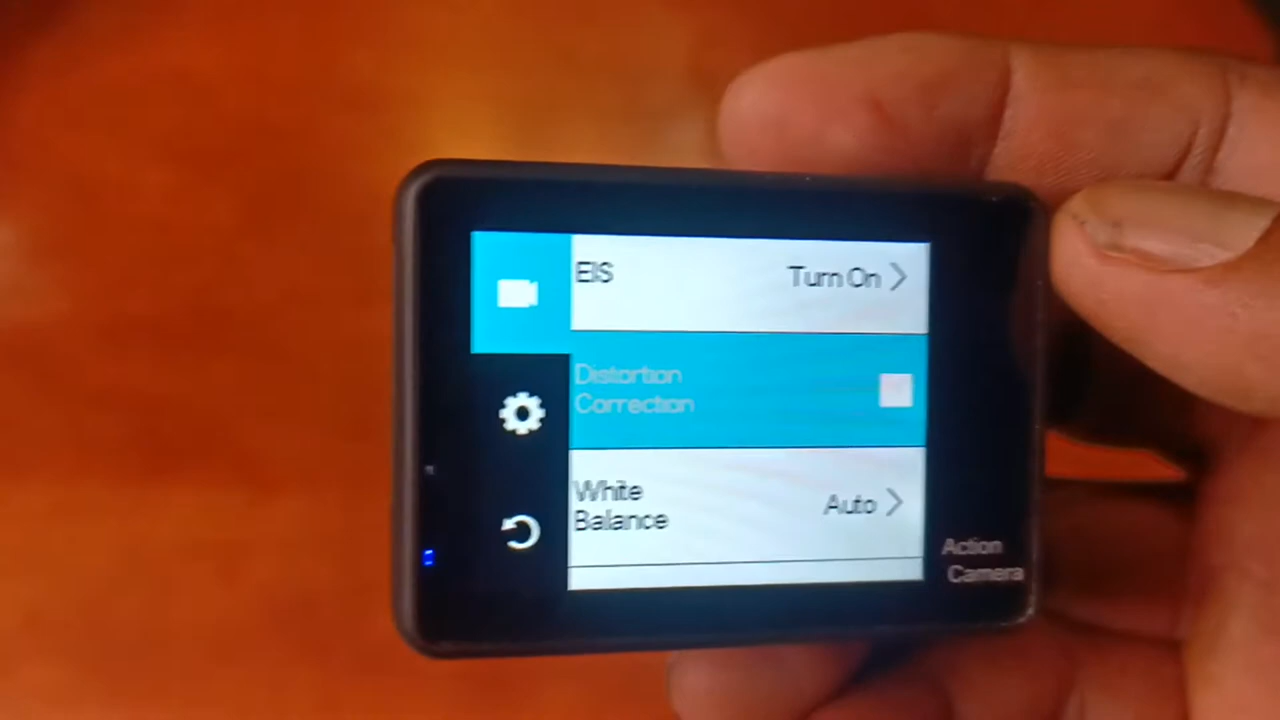 EIS
Turn On
Distortion
Correction
White
Balance
Auto
Action
Camera